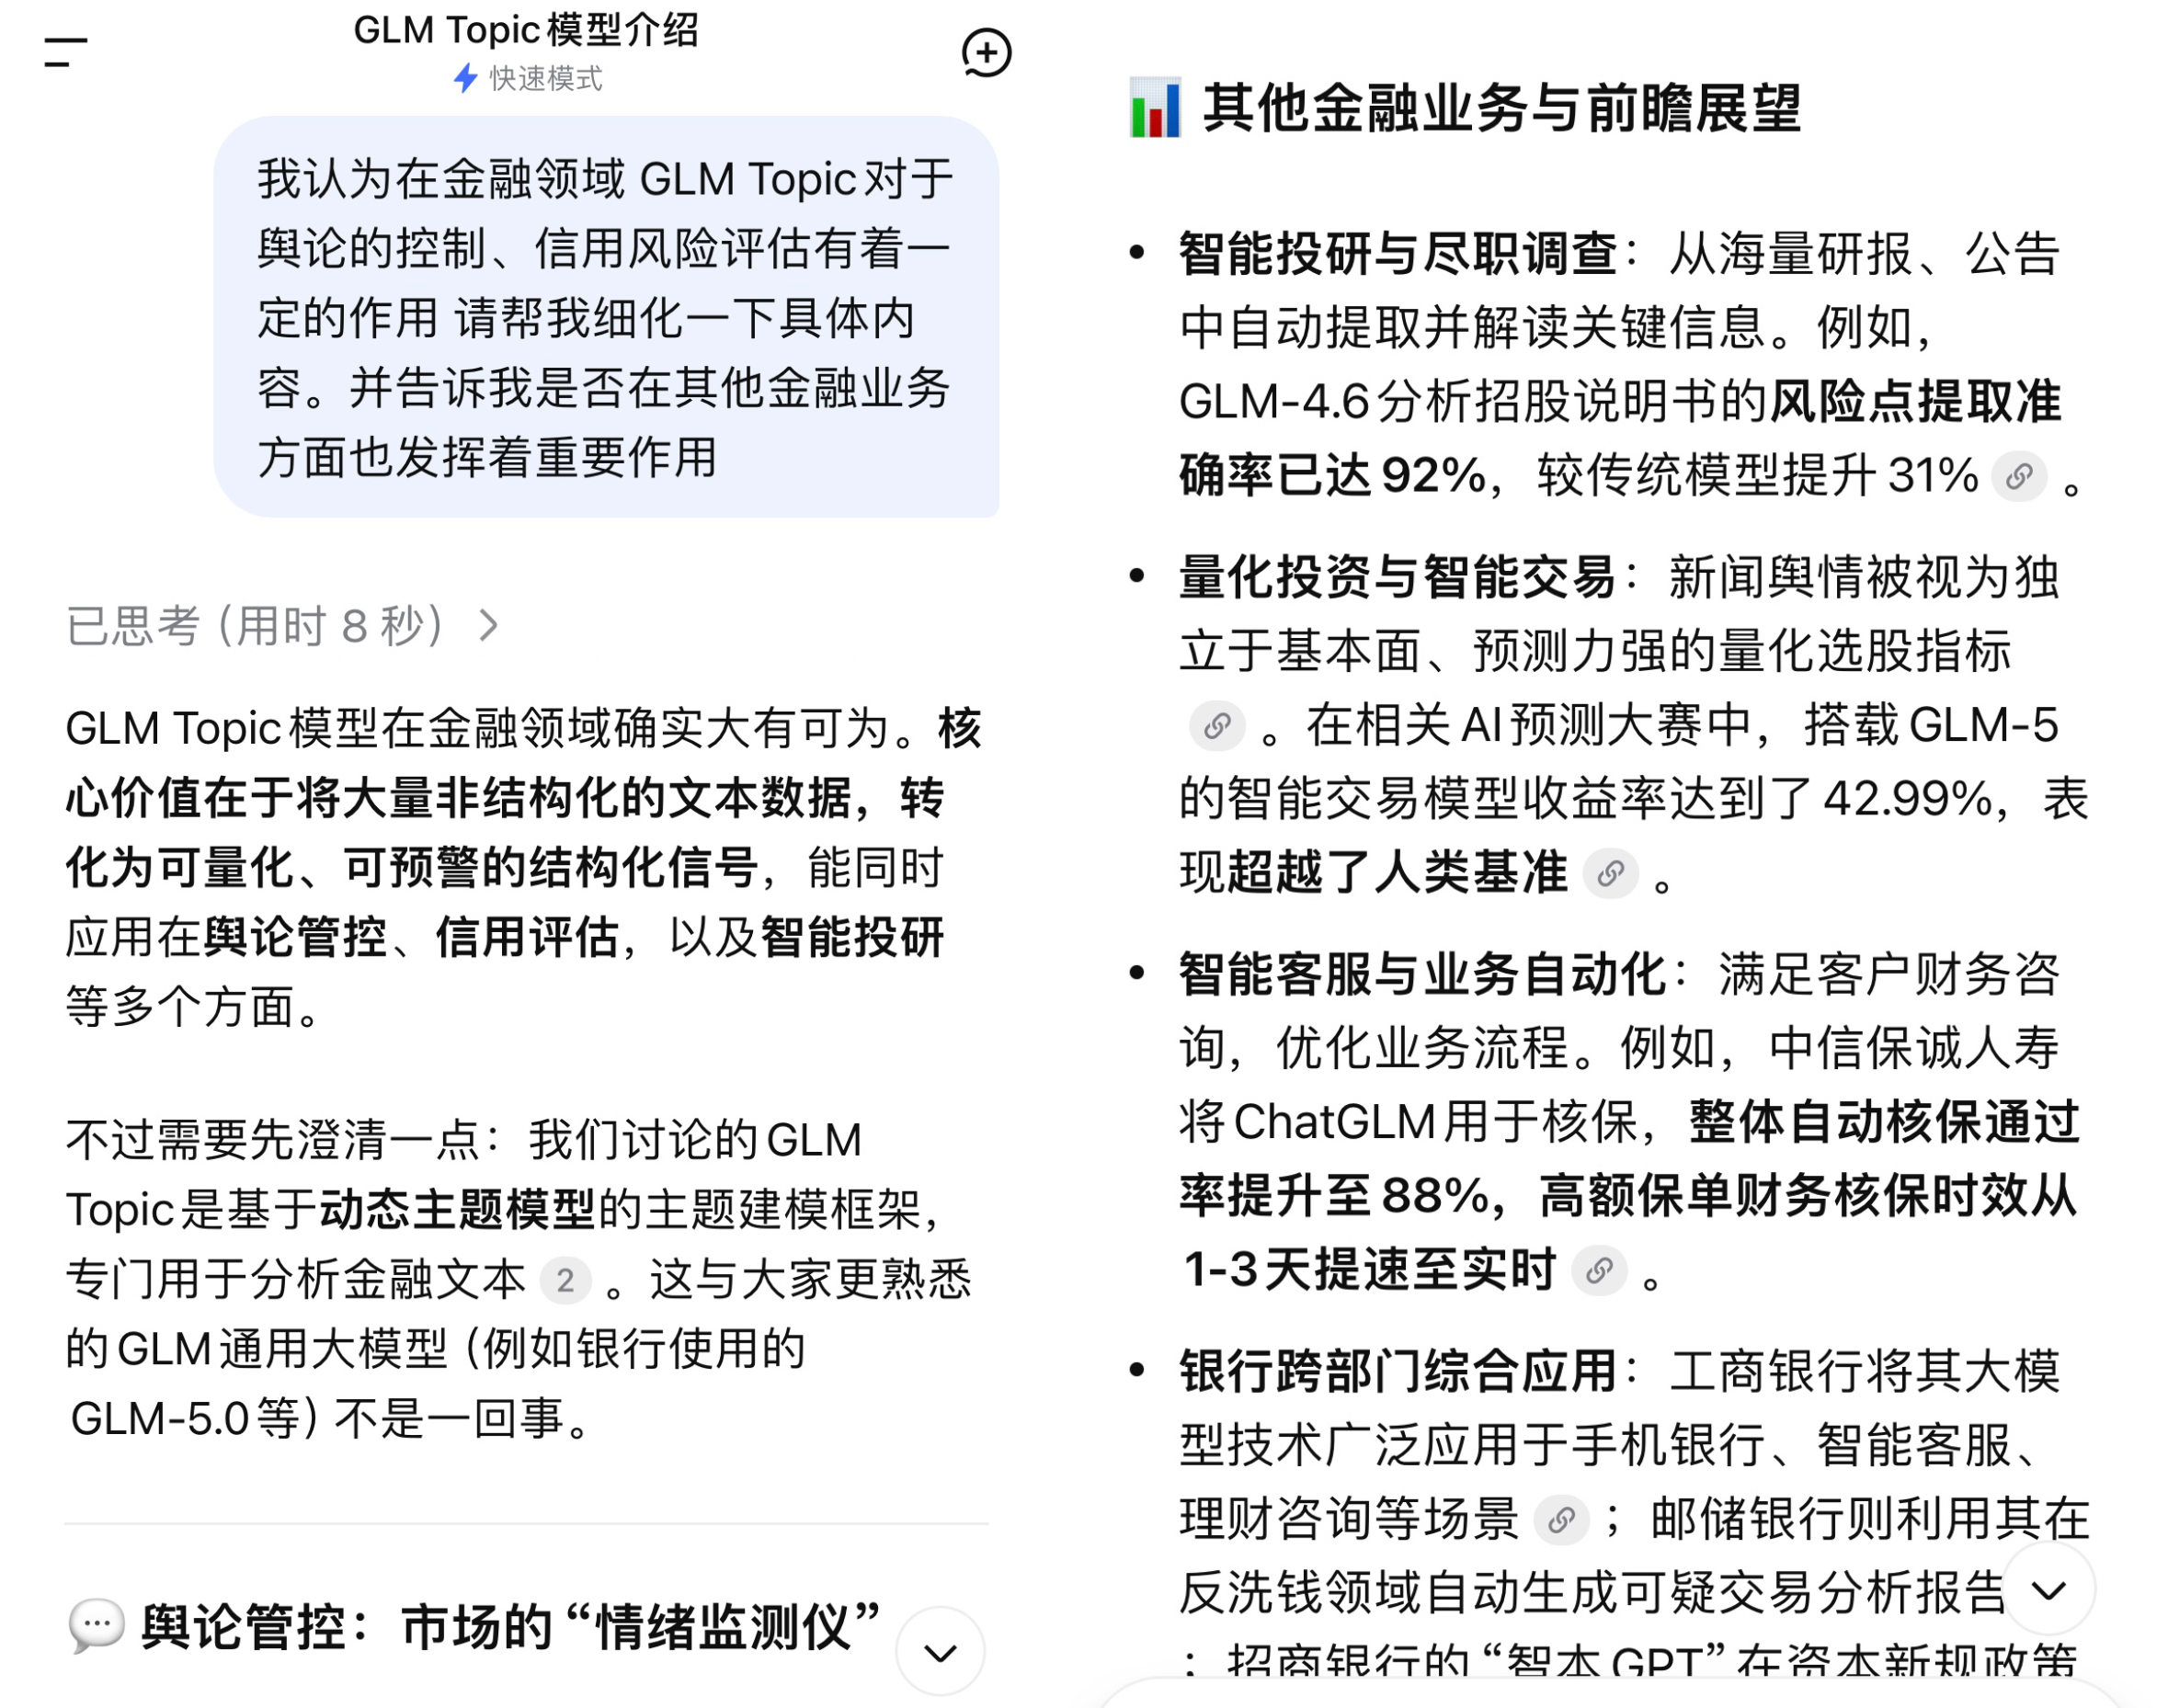 GLM Topic模型介绍
快速模式
我认为在金融领域 GLM Topic对于
舆论的控制、信用风险评估有着一
定的作用 请帮我细化一下具体内
容。并告诉我是否在其他金融业务
方面也发挥着重要作用
已思考（用时 8 秒）
GLM Topic模型在金融领域确实大有可为。核
心价值在于将大量非结构化的文本数据，转
化为可量化、可预警的结构化信号，能同时
应用在舆论管控、信用评估，以及智能投研
等多个方面。
不过需要先澄清一点：我们讨论的GLM
Topic是基于动态主题模型的主题建模框架，
专门用于分析金融文本 2 。这与大家更熟悉
的GLM通用大模型（例如银行使用的
GLM-5.0等）不是一回事。
舆论管控：市场的“情绪监测仪”
其他金融业务与前瞻展望
• 智能投研与尽职调查：从海量研报、公告
中自动提取并解读关键信息。例如，
GLM-4.6分析招股说明书的风险点提取准
确率已达92%，较传统模型提升31% 。
• 量化投资与智能交易：新闻舆情被视为独
立于基本面、预测力强的量化选股指标
。在相关AI预测大赛中，搭载GLM-5
的智能交易模型收益率达到了42.99%，表
现超越了人类基准 。
• 智能客服与业务自动化：满足客户财务咨
询，优化业务流程。例如，中信保诚人寿
将ChatGLM用于核保，整体自动核保通过
率提升至88%，高额保单财务核保时效从
1-3天提速至实时 。
• 银行跨部门综合应用：工商银行将其大模
型技术广泛应用于手机银行、智能客服、
理财咨询等场景 ；邮储银行则利用其在
反洗钱领域自动生成可疑交易分析报告
；招商银行的“智本GPT”在资本新规政策